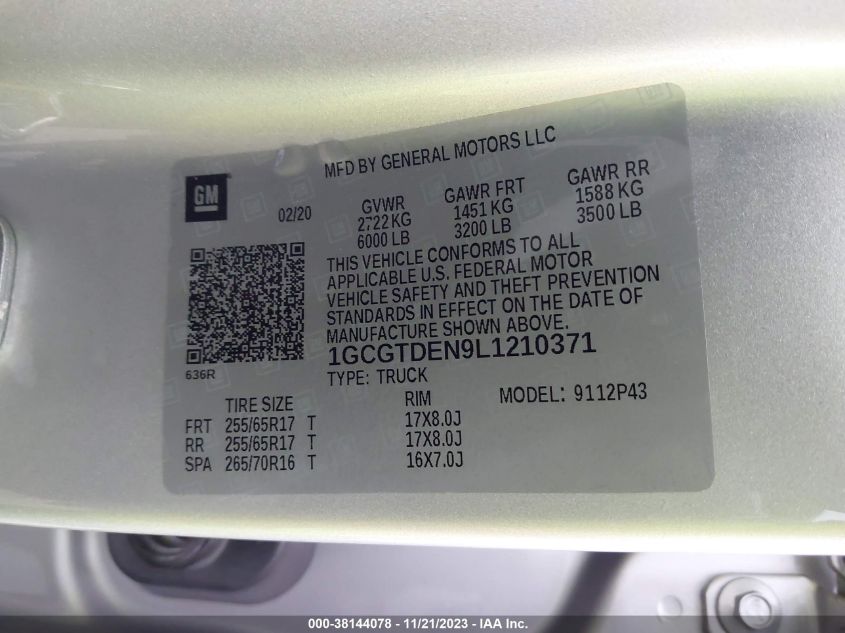 MFD BY GENERAL MOTORS LLC
GM
02/20
GVWR GAWR FRT GAWR RR
2722 KG 1451 KG 1588 KG
6000 LB 3200 LB 3500 LB
THIS VEHICLE CONFORMS TO ALL
APPLICABLE U.S. FEDERAL MOTOR
VEHICLE SAFETY AND THEFT PREVENTION
STANDARDS IN EFFECT ON THE DATE OF
MANUFACTURE SHOWN ABOVE.
1GCGTDEN9L1210371
636R
TYPE: TRUCK
MODEL: 9112P43
TIRE SIZE RIM
FRT 255/65R17 T 17X8.0J
RR 255/65R17 T 17X8.0J
SPA 265/70R16 T 16X7.0J
000-38144078 - 11/21/2023 - IAA Inc.